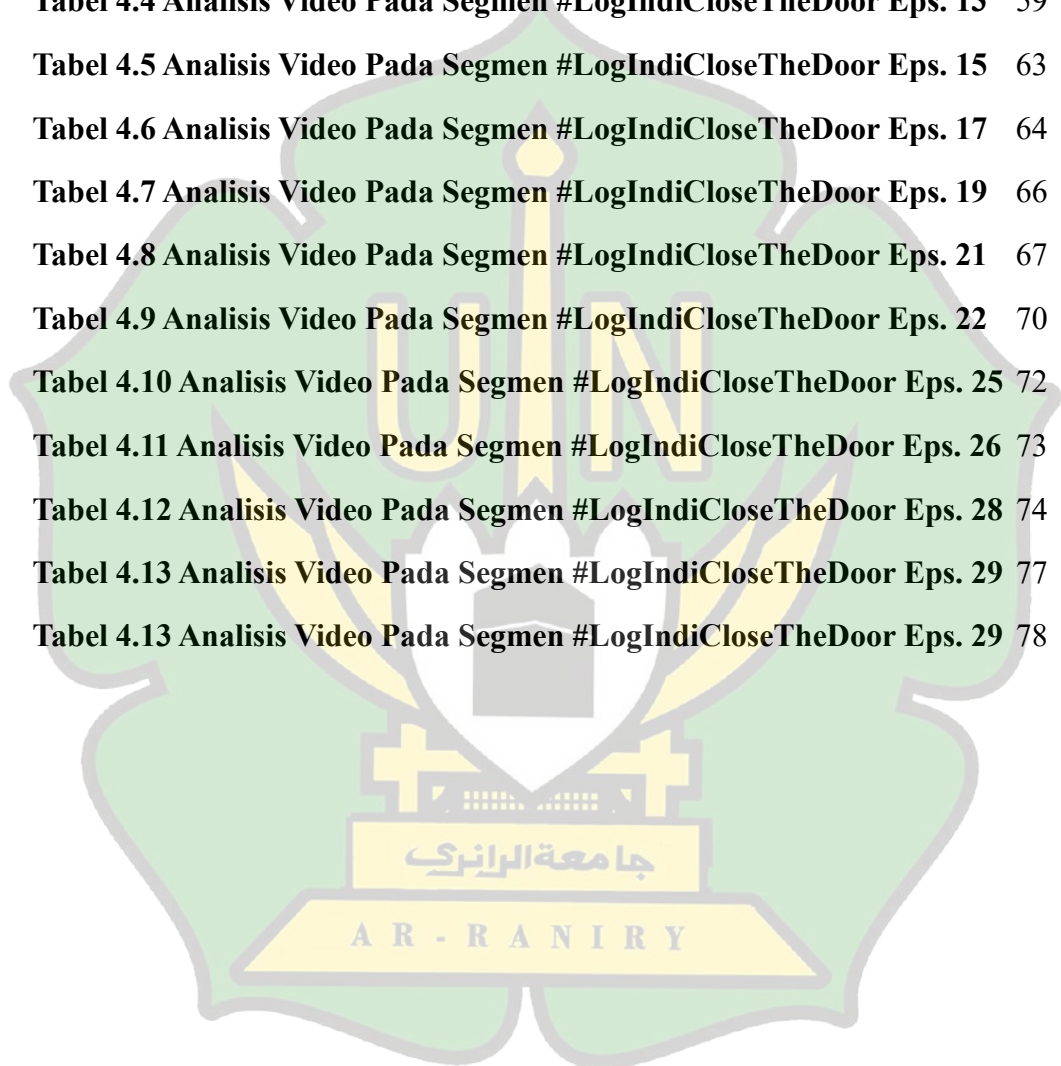 Tabel 4.4 Analisis Video Pada Segmen #LogIndiCloseTheDoor Eps. 13 59
Tabel 4.5 Analisis Video Pada Segmen #LogIndiCloseTheDoor Eps. 15 63
Tabel 4.6 Analisis Video Pada Segmen #LogIndiCloseTheDoor Eps. 17 64
Tabel 4.7 Analisis Video Pada Segmen #LogIndiCloseTheDoor Eps. 19 66
Tabel 4.8 Analisis Video Pada Segmen #LogIndiCloseTheDoor Eps. 21 67
Tabel 4.9 Analisis Video Pada Segmen #LogIndiCloseTheDoor Eps. 22 70
Tabel 4.10 Analisis Video Pada Segmen #LogIndiCloseTheDoor Eps. 25 72
Tabel 4.11 Analisis Video Pada Segmen #LogIndiCloseTheDoor Eps. 26 73
Tabel 4.12 Analisis Video Pada Segmen #LogIndiCloseTheDoor Eps. 28 74
Tabel 4.13 Analisis Video Pada Segmen #LogIndiCloseTheDoor Eps. 29 77
Tabel 4.13 Analisis Video Pada Segmen #LogIndiCloseTheDoor Eps. 29 78
UIN
جامعةالرانري
AR-RANIRY